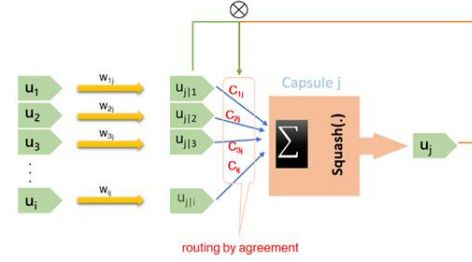 ⊗
Capsule j
u1 w1j uj|1 C1j
u2 w2j uj|2 C2j
u3 w3j uj|3 C3j
ui wij uj|i Cij
∑ Squash(.) uj
routing by agreement